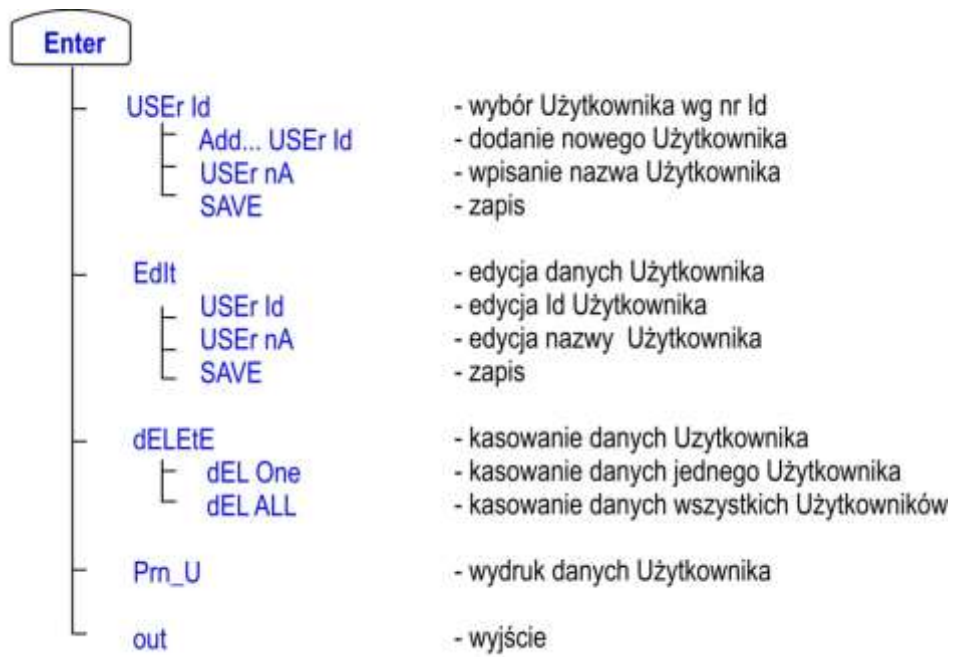 Enter
USEr Id - wybór Użytkownika wg nr Id
Add... USEr Id - dodanie nowego Użytkownika
USEr nA - wpisanie nazwa Użytkownika
SAVE - zapis
EdIt - edycja danych Użytkownika
USEr Id - edycja Id Użytkownika
USEr nA - edycja nazwy Użytkownika
SAVE - zapis
dELEtE - kasowanie danych Uzytkownika
dEL One - kasowanie danych jednego Użytkownika
dEL ALL - kasowanie danych wszystkich Użytkowników
Prn_U - wydruk danych Użytkownika
out - wyjście